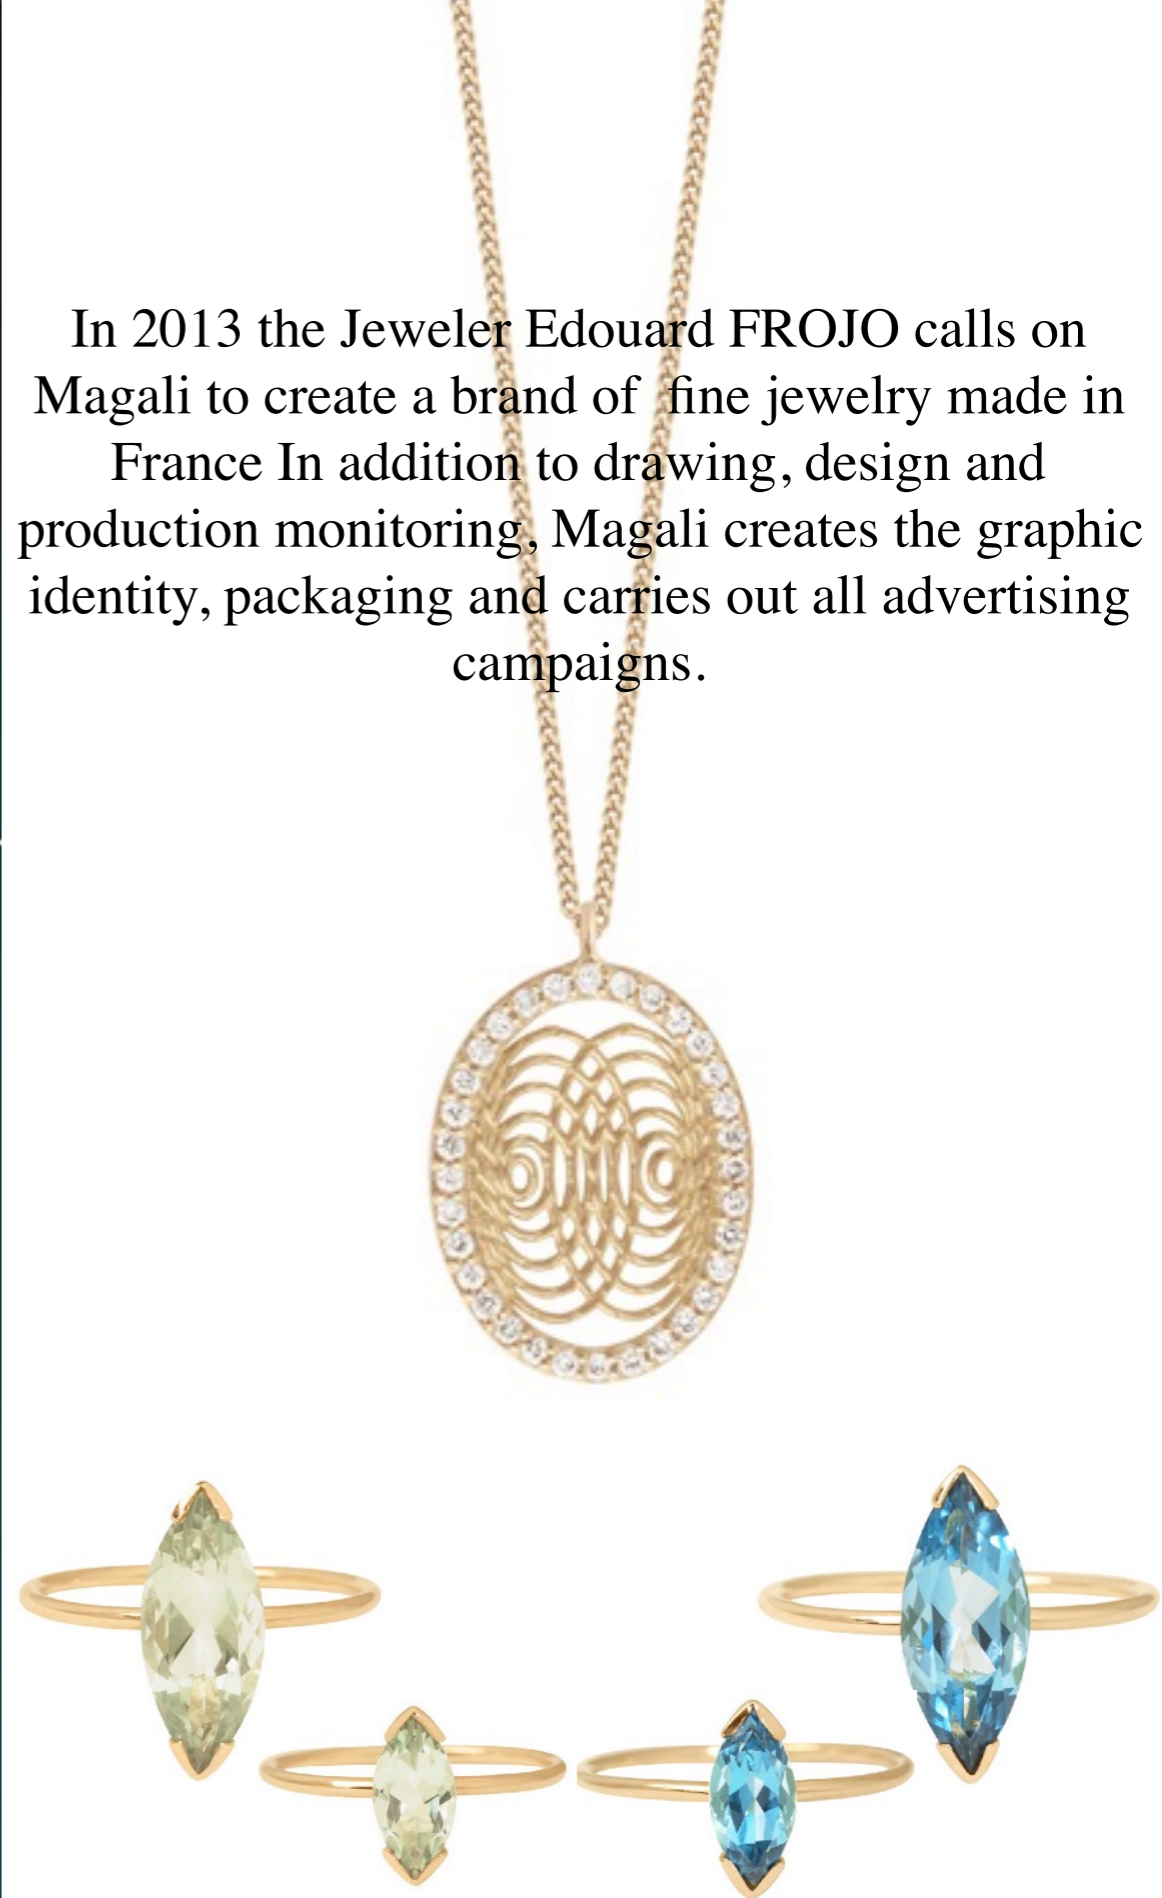 In 2013 the Jeweler Edouard FROJO calls on
Magali to create a brand of  fine jewelry made in
France In addition to drawing, design and
production monitoring, Magali creates the graphic
identity, packaging and carries out all advertising
campaigns.